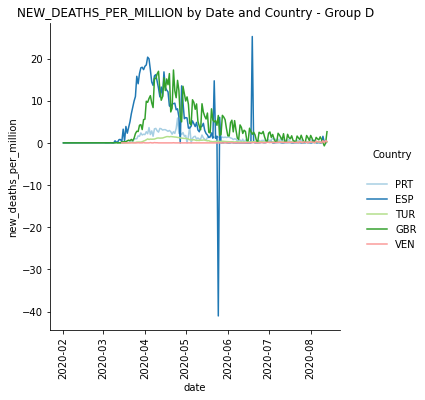 NEW_DEATHS_PER_MILLION by Date and Country - Group D
new_deaths_per_million
20
10
0
−10
−20
−30
−40
2020-02
2020-03
2020-04
2020-05
2020-06
2020-07
2020-08
date
Country
PRT
ESP
TUR
GBR
VEN